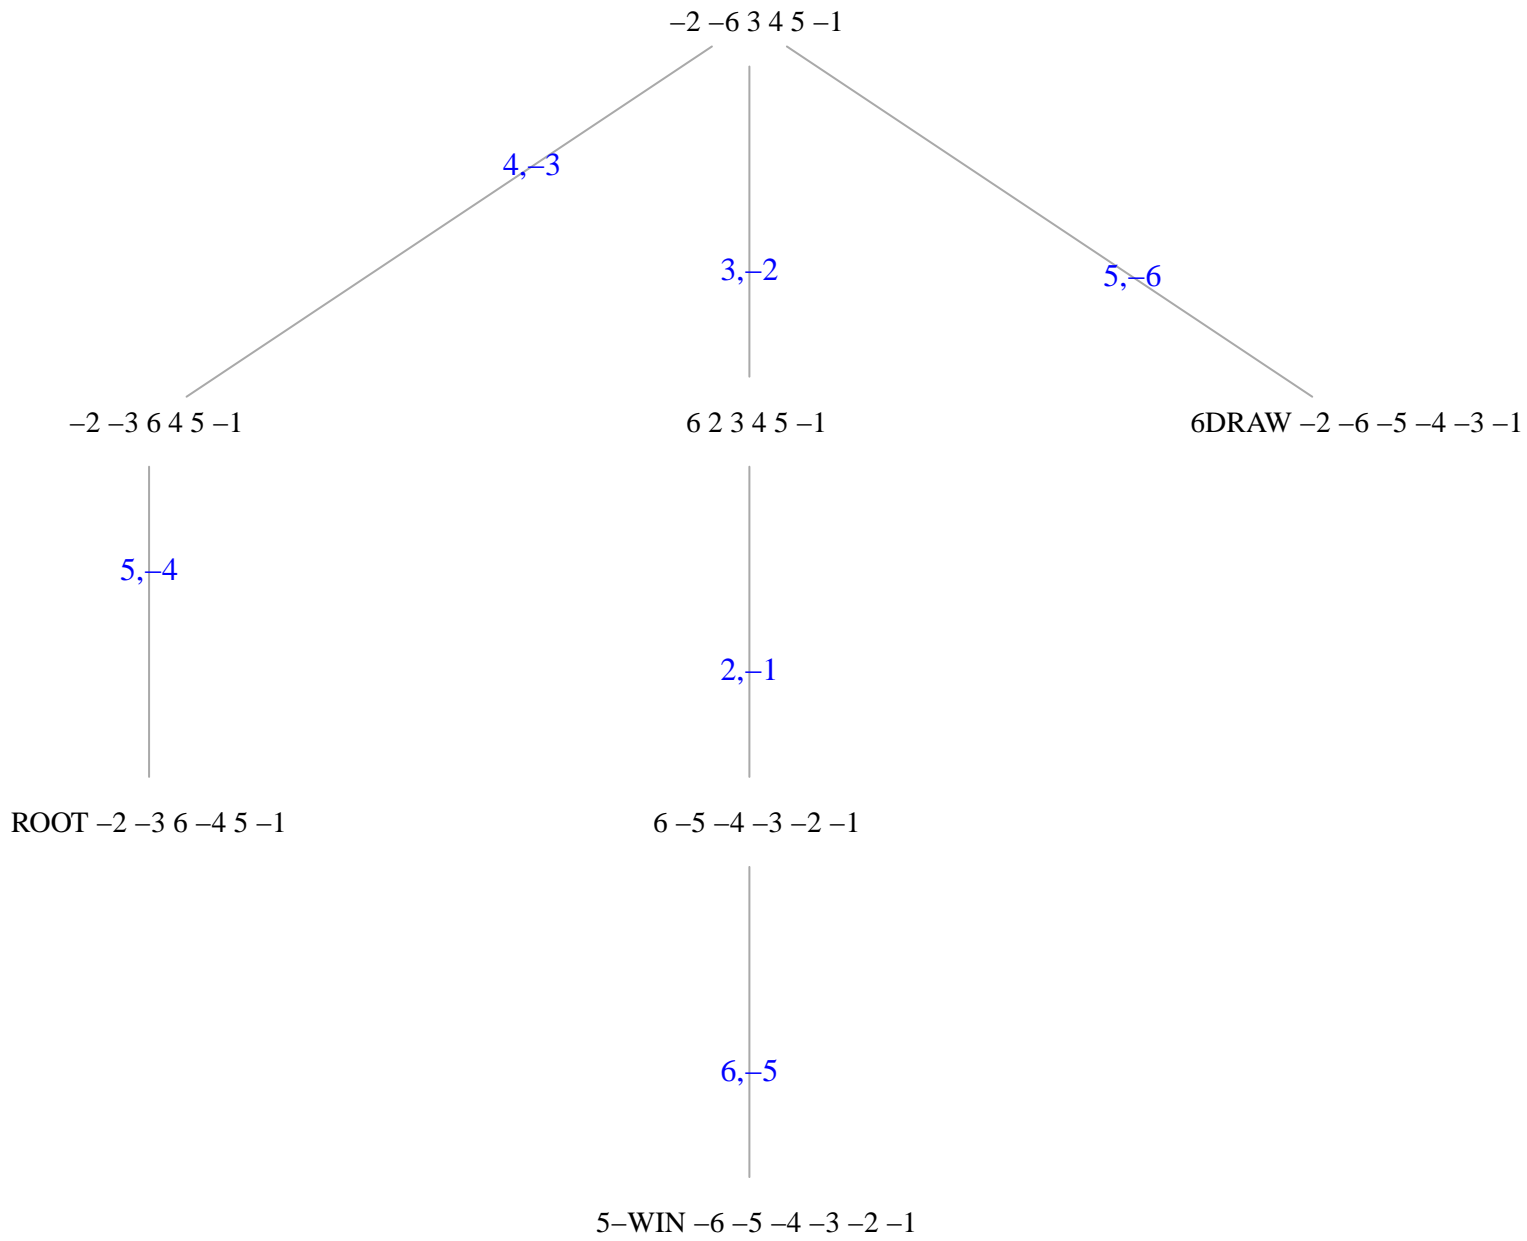 –2 –6 3 4 5 –1
4,–3
3,–2
5,–6
–2 –3 6 4 5 –1
6 2 3 4 5 –1
6DRAW –2 –6 –5 –4 –3 –1
5,–4
2,–1
ROOT –2 –3 6 –4 5 –1
6 –5 –4 –3 –2 –1
6,–5
5–WIN –6 –5 –4 –3 –2 –1